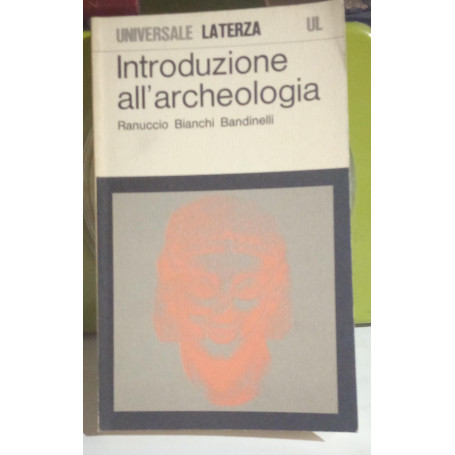 UNIVERSALE LATERZA UL
Introduzione
all'archeologia
Ranuccio Bianchi Bandinelli